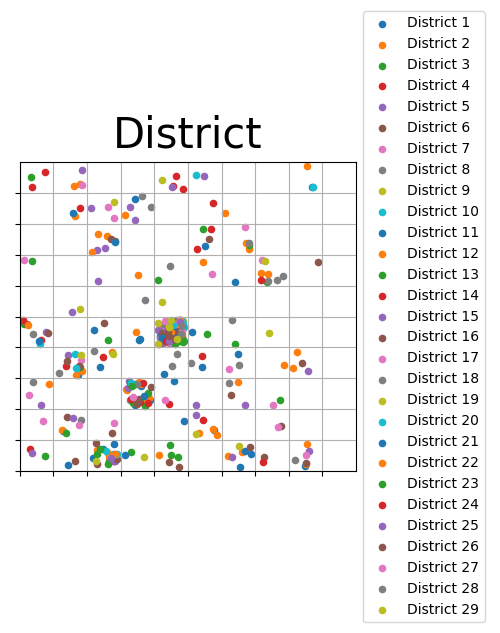 District
District 1
District 2
District 3
District 4
District 5
District 6
District 7
District 8
District 9
District 10
District 11
District 12
District 13
District 14
District 15
District 16
District 17
District 18
District 19
District 20
District 21
District 22
District 23
District 24
District 25
District 26
District 27
District 28
District 29